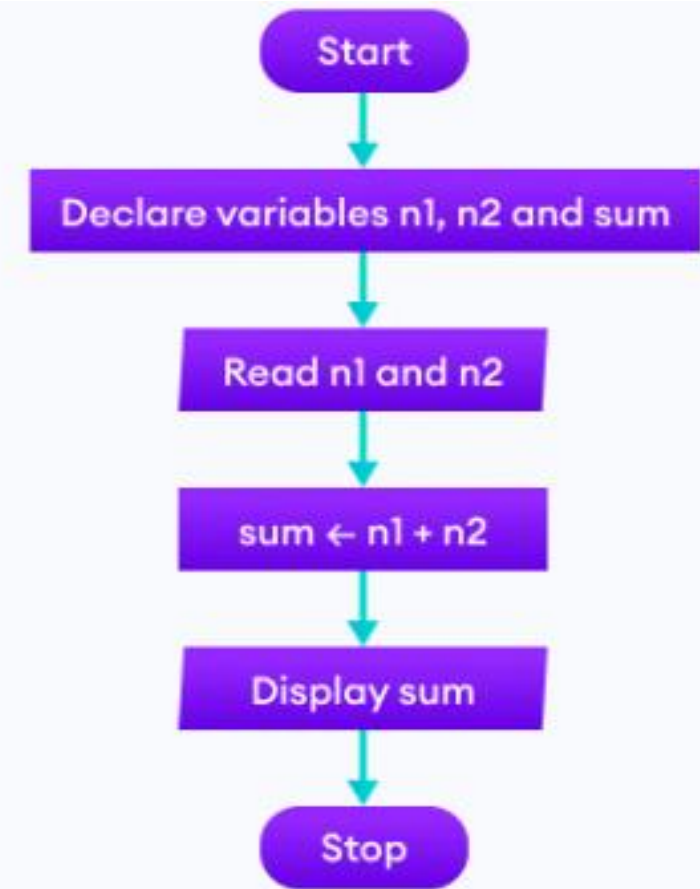 Start
Declare variables n1, n2 and sum
Read n1 and n2
sum ← n1 + n2
Display sum
Stop